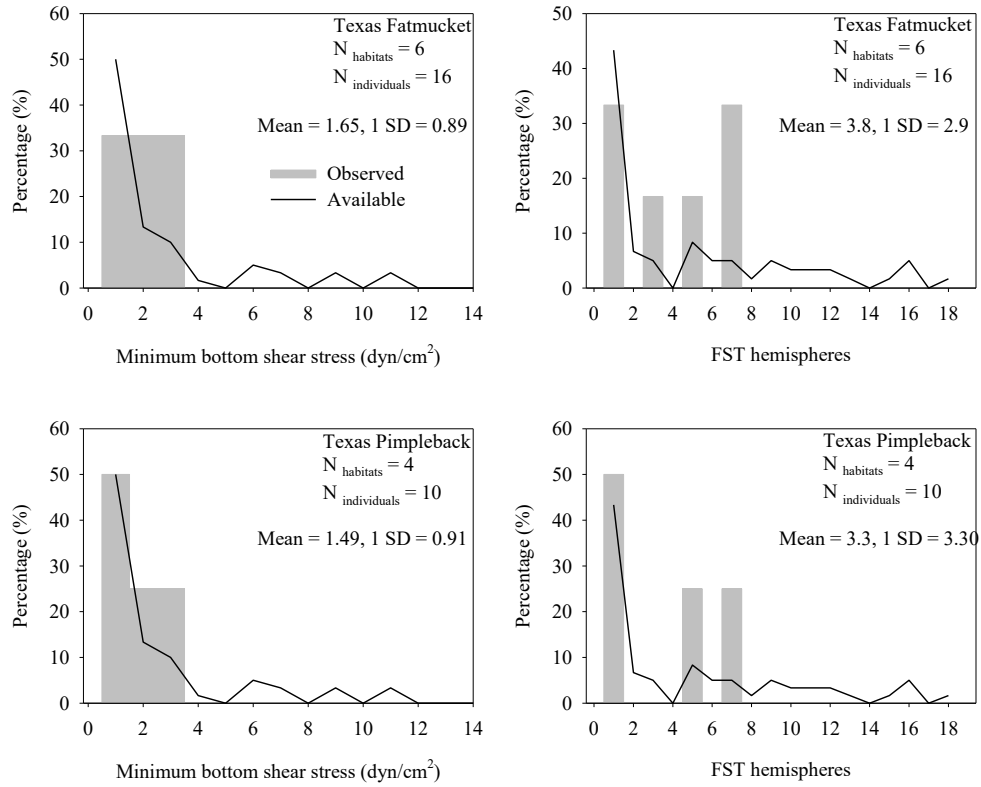 Texas Fatmucket
N habitats = 6
N individuals = 16
Mean = 1.65, 1 SD = 0.89
Observed
Available
Percentage (%)
60
50
40
30
20
10
0
0 2 4 6 8 10 12 14
Minimum bottom shear stress (dyn/cm²)
Texas Fatmucket
N habitats = 6
N individuals = 16
Mean = 3.8, 1 SD = 2.9
Percentage (%)
50
40
30
20
10
0
0 2 4 6 8 10 12 14 16 18
FST hemispheres
Texas Pimpleback
N habitats = 4
N individuals = 10
Mean = 1.49, 1 SD = 0.91
Percentage (%)
60
50
40
30
20
10
0
0 2 4 6 8 10 12 14
Minimum bottom shear stress (dyn/cm²)
Texas Pimpleback
N habitats = 4
N individuals = 10
Mean = 3.3, 1 SD = 3.30
Percentage (%)
60
50
40
30
20
10
0
0 2 4 6 8 10 12 14 16 18
FST hemispheres